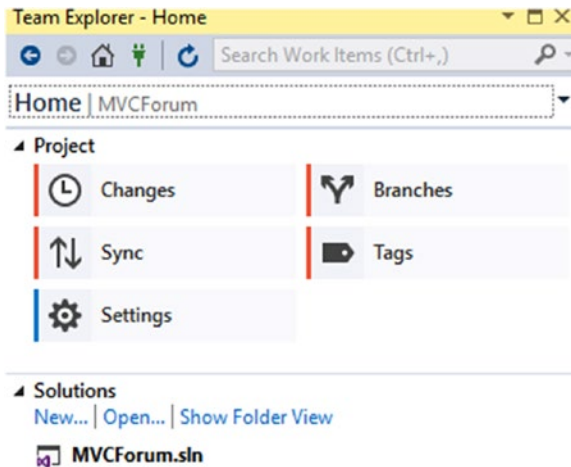 Team Explorer - Home
Search Work Items (Ctrl+,)
Home | MVCForum
Project
Changes
Branches
Sync
Tags
Settings
Solutions
New... | Open... | Show Folder View
MVCForum.sln